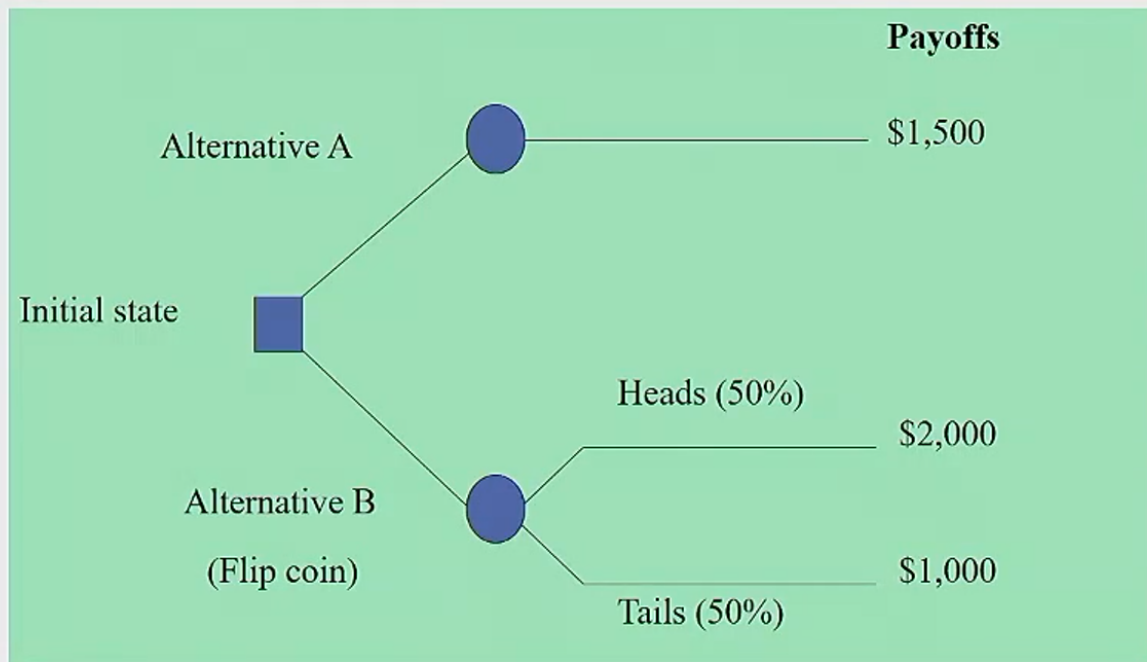 Payoffs
Alternative A
$1,500
Initial state
Heads (50%)
$2,000
Alternative B
(Flip coin)
$1,000
Tails (50%)